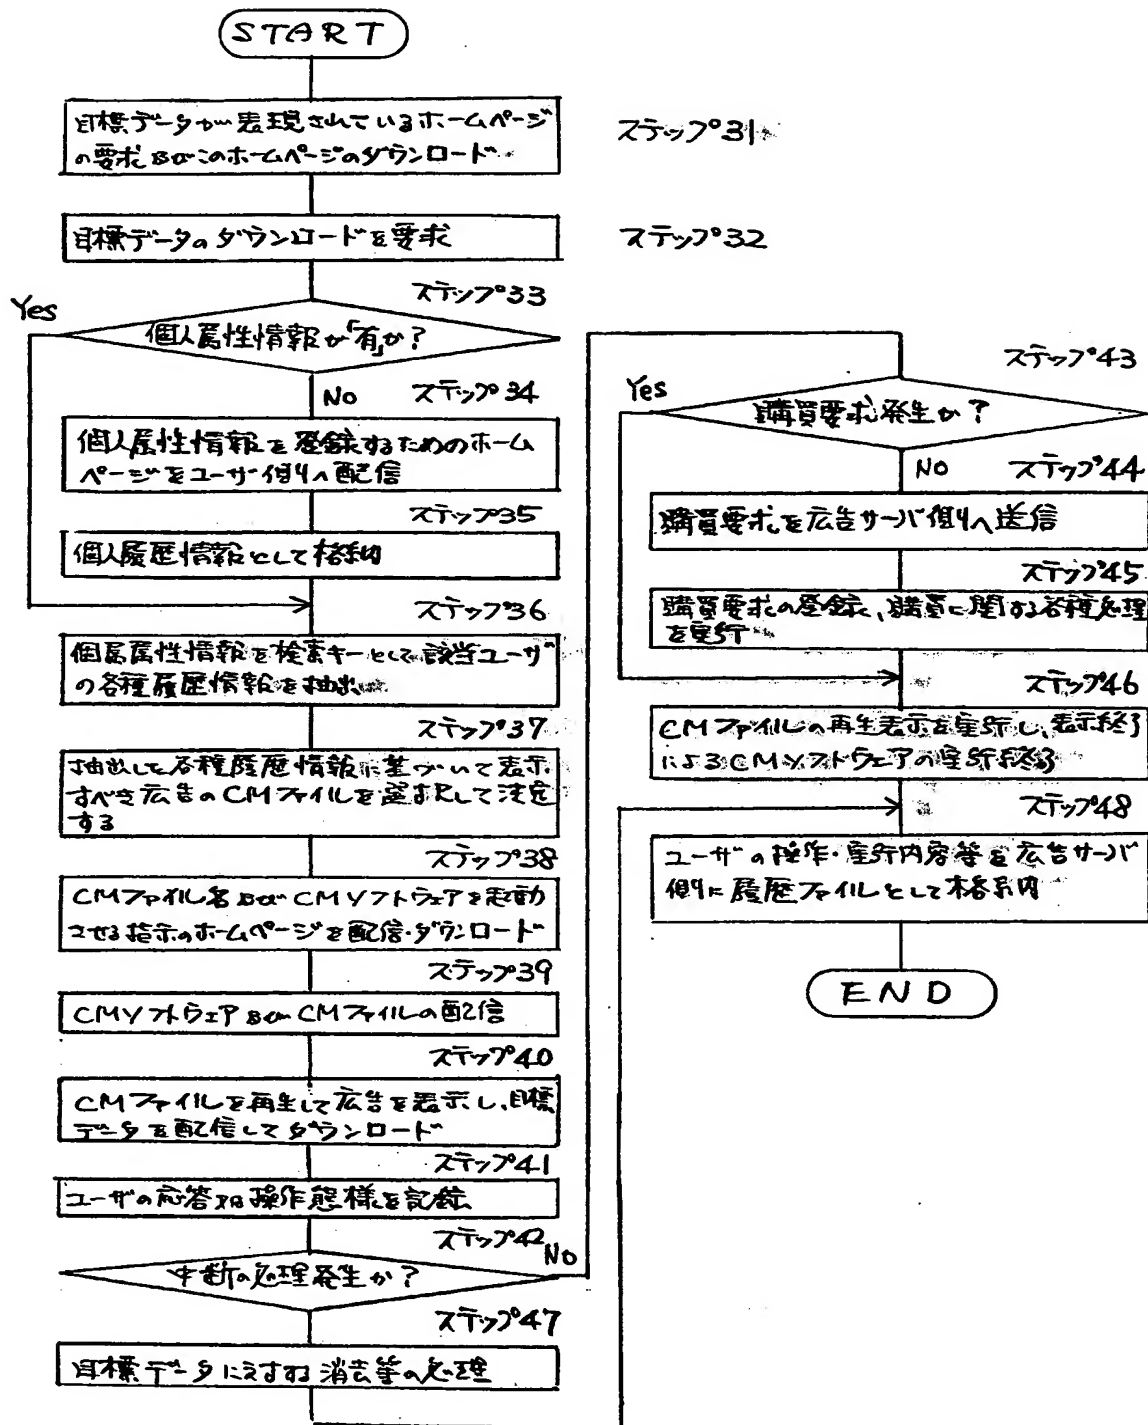 START
目標データが表現されているホームページ
の要求及びこのホームページのダウンロード
ステップ31
目標データのダウンロードを要求
ステップ32
ステップ33
Yes
個人属性情報が「有」か?
No
ステップ34
個人属性情報を登録するためのホーム
ページをユーザ側へ配信
ステップ35
個人履歴情報として格納
ステップ36
個属属性情報を検索キーとして該当ユーザ
の各種履歴情報を抽出
ステップ37
抽出した各種履歴情報に基づいて表示
すべき広告のCMファイルを選択して決定
する
ステップ38
CMファイル名及びCMソフトウェアを起動
させる指示のホームページを配信・ダウンロード
ステップ39
CMソフトウェア及びCMファイルの配信
ステップ40
CMファイルを再生して広告を表示し、目標
データを配信してダウンロード
ステップ41
ユーザの応答又は操作態様を記録
ステップ42
No
中断の処理発生か?
ステップ47
目標データに対する消去等の処理
ステップ43
Yes
購買要求発生か?
NO
ステップ44
購買要求を広告サーバ側へ送信
ステップ45
購買要求の登録、購買に関する各種処理
を実行
ステップ46
CMファイルの再生表示を実行し、表示終了
によるCMソフトウェアの実行終了
ステップ48
ユーザの操作・実行内容等を広告サーバ
側に履歴ファイルとして格納
END